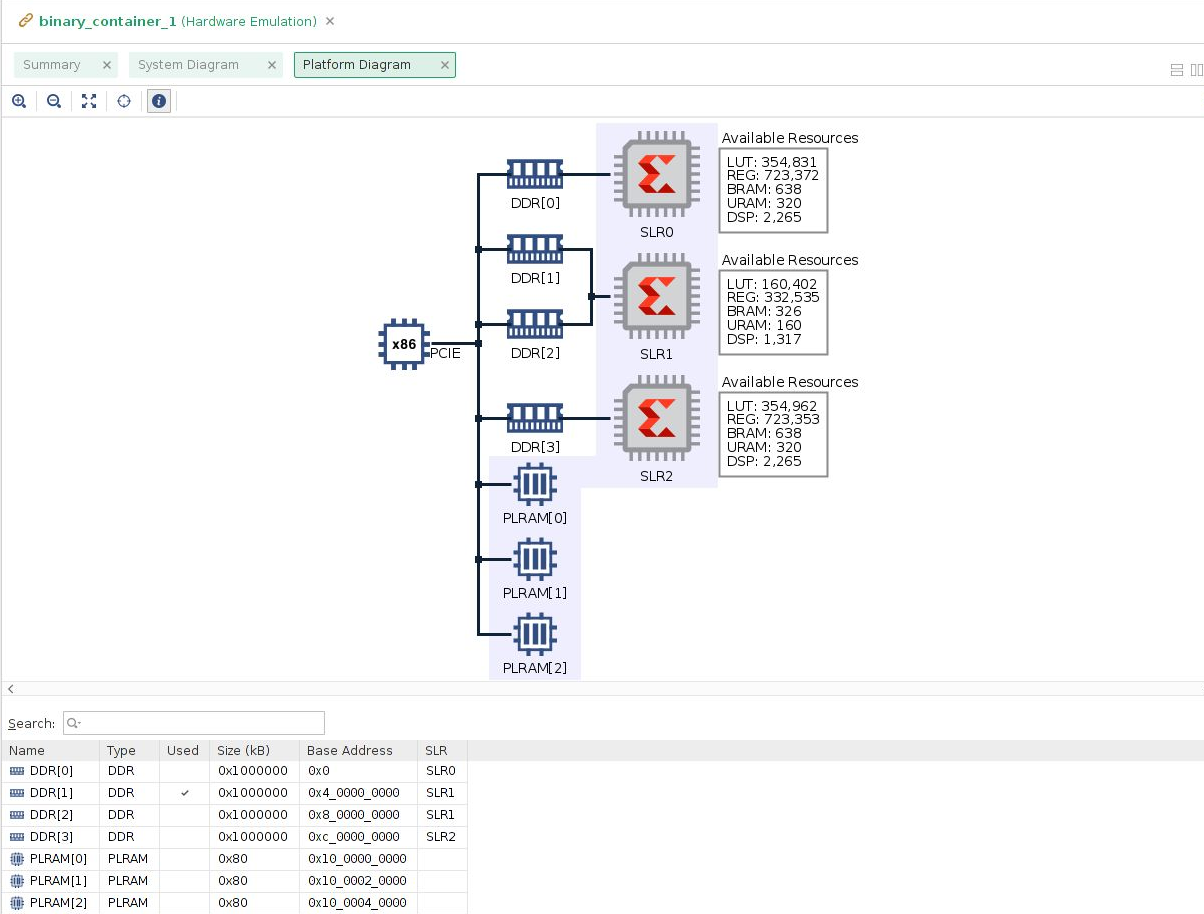 binary_container_1 (Hardware Emulation) ×
Summary × System Diagram × Platform Diagram ×
Available Resources
LUT: 354,831
REG: 723,372
BRAM: 638
URAM: 320
DSP: 2,265
DDR[0]
SLR0
Available Resources
LUT: 160,402
REG: 332,535
BRAM: 326
URAM: 160
DSP: 1,317
DDR[1]
x86
PCIE
DDR[2]
SLR1
Available Resources
LUT: 354,962
REG: 723,353
BRAM: 638
URAM: 320
DSP: 2,265
DDR[3]
SLR2
PLRAM[0]
PLRAM[1]
PLRAM[2]
Search:
Name Type Used Size (kB) Base Address SLR
DDR[0] DDR 0x1000000 0x0 SLR0
DDR[1] DDR ✓ 0x1000000 0x4_0000_0000 SLR1
DDR[2] DDR 0x1000000 0x8_0000_0000 SLR1
DDR[3] DDR 0x1000000 0xc_0000_0000 SLR2
PLRAM[0] PLRAM 0x80 0x10_0000_0000
PLRAM[1] PLRAM 0x80 0x10_0002_0000
PLRAM[2] PLRAM 0x80 0x10_0004_0000